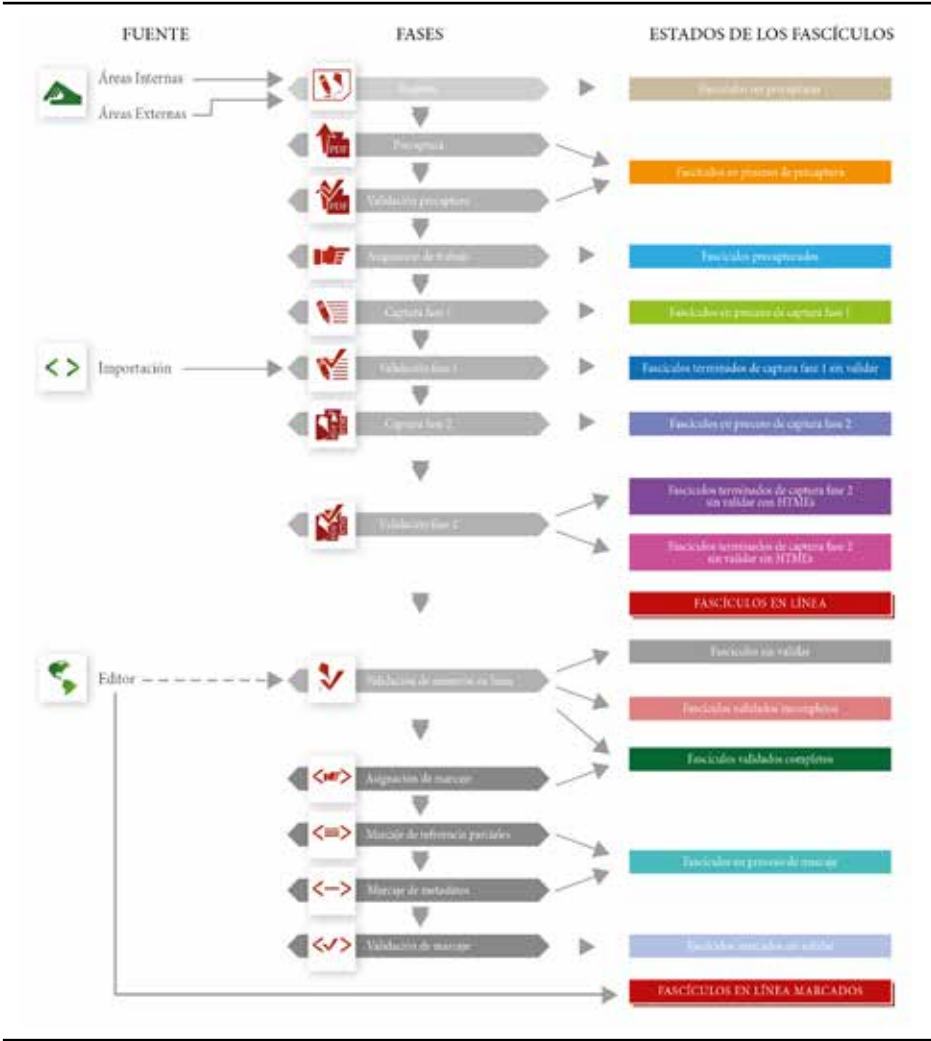 FUENTE
FASES
ESTADOS DE LOS FASCÍCULOS
Áreas Internas
Áreas Externas
Fascículos sin precapturar
Precaptura
PDF
Fascículos en proceso de precaptura
Validación precaptura
PDF
Asignación de trabajo
Fascículos precapturados
Captura fase 1
Fascículos en proceso de captura fase 1
Importación
Validación fase 1
Fascículos terminados de captura fase 1 sin validar
Captura fase 2
Fascículos en proceso de captura fase 2
Fascículos terminados de captura fase 2
sin validar con HTMLs
Validación fase 2
Fascículos terminados de captura fase 2
sin validar sin HTMLs
FASCÍCULOS EN LÍNEA
Fascículos sin validar
Editor
Validación de en línea
Fascículos validados incompletos
Fascículos validados completos
Asignación de marcaje
Marcaje de referencia parciales
Fascículos en proceso de marcaje
Marcaje de metadatos
Validación de marcaje
Fascículos marcados sin validar
FASCÍCULOS EN LÍNEA MARCADOS